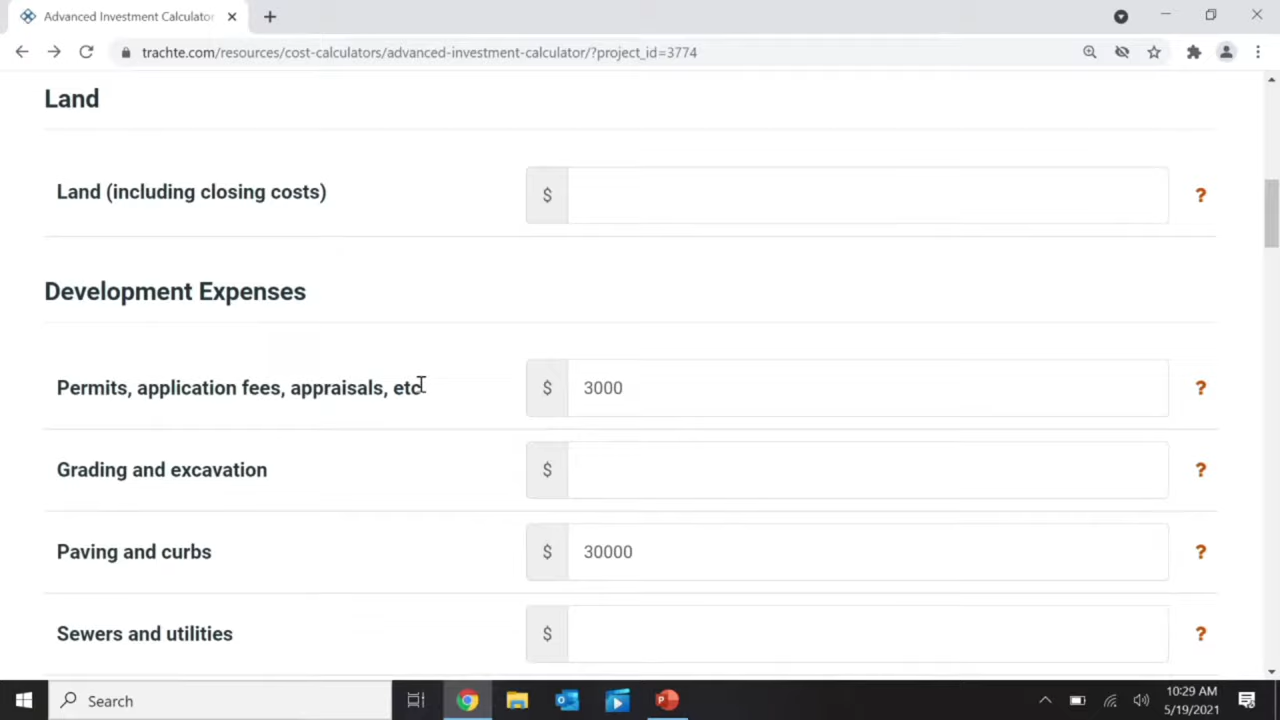 Advanced Investment Calculator
trachte.com/resources/cost-calculators/advanced-investment-calculator/?project_id=3774
Land
Land (including closing costs)
$
?
Development Expenses
Permits, application fees, appraisals, etc
$
3000
?
Grading and excavation
$
?
Paving and curbs
$
30000
?
Sewers and utilities
$
?
Search
10:29 AM
5/19/2021